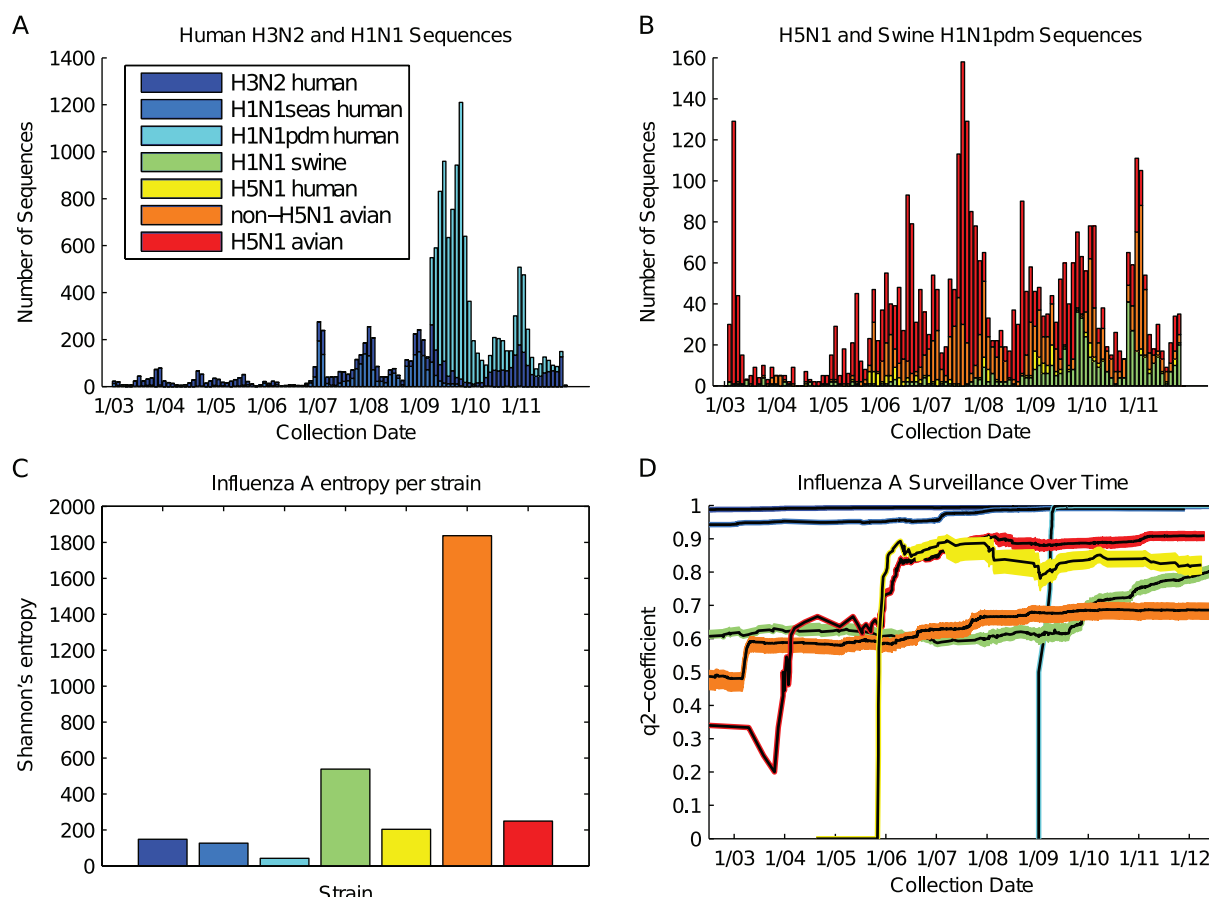 A
Human H3N2 and H1N1 Sequences
1400
1200
1000
800
600
400
200
0
Number of Sequences
H3N2 human
H1N1seas human
H1N1pdm human
H1N1 swine
H5N1 human
non-H5N1 avian
H5N1 avian
1/03 1/04 1/05 1/06 1/07 1/08 1/09 1/10 1/11
Collection Date
B
H5N1 and Swine H1N1pdm Sequences
160
140
120
100
80
60
40
20
0
Number of Sequences
1/03 1/04 1/05 1/06 1/07 1/08 1/09 1/10 1/11
Collection Date
C
Influenza A entropy per strain
2000
1800
1600
1400
1200
1000
800
600
400
200
0
Shannon's entropy
Strain
D
Influenza A Surveillance Over Time
1
0.9
0.8
0.7
0.6
0.5
0.4
0.3
0.2
0.1
0
q2-coefficient
1/03 1/04 1/05 1/06 1/07 1/08 1/09 1/10 1/11 1/12
Collection Date